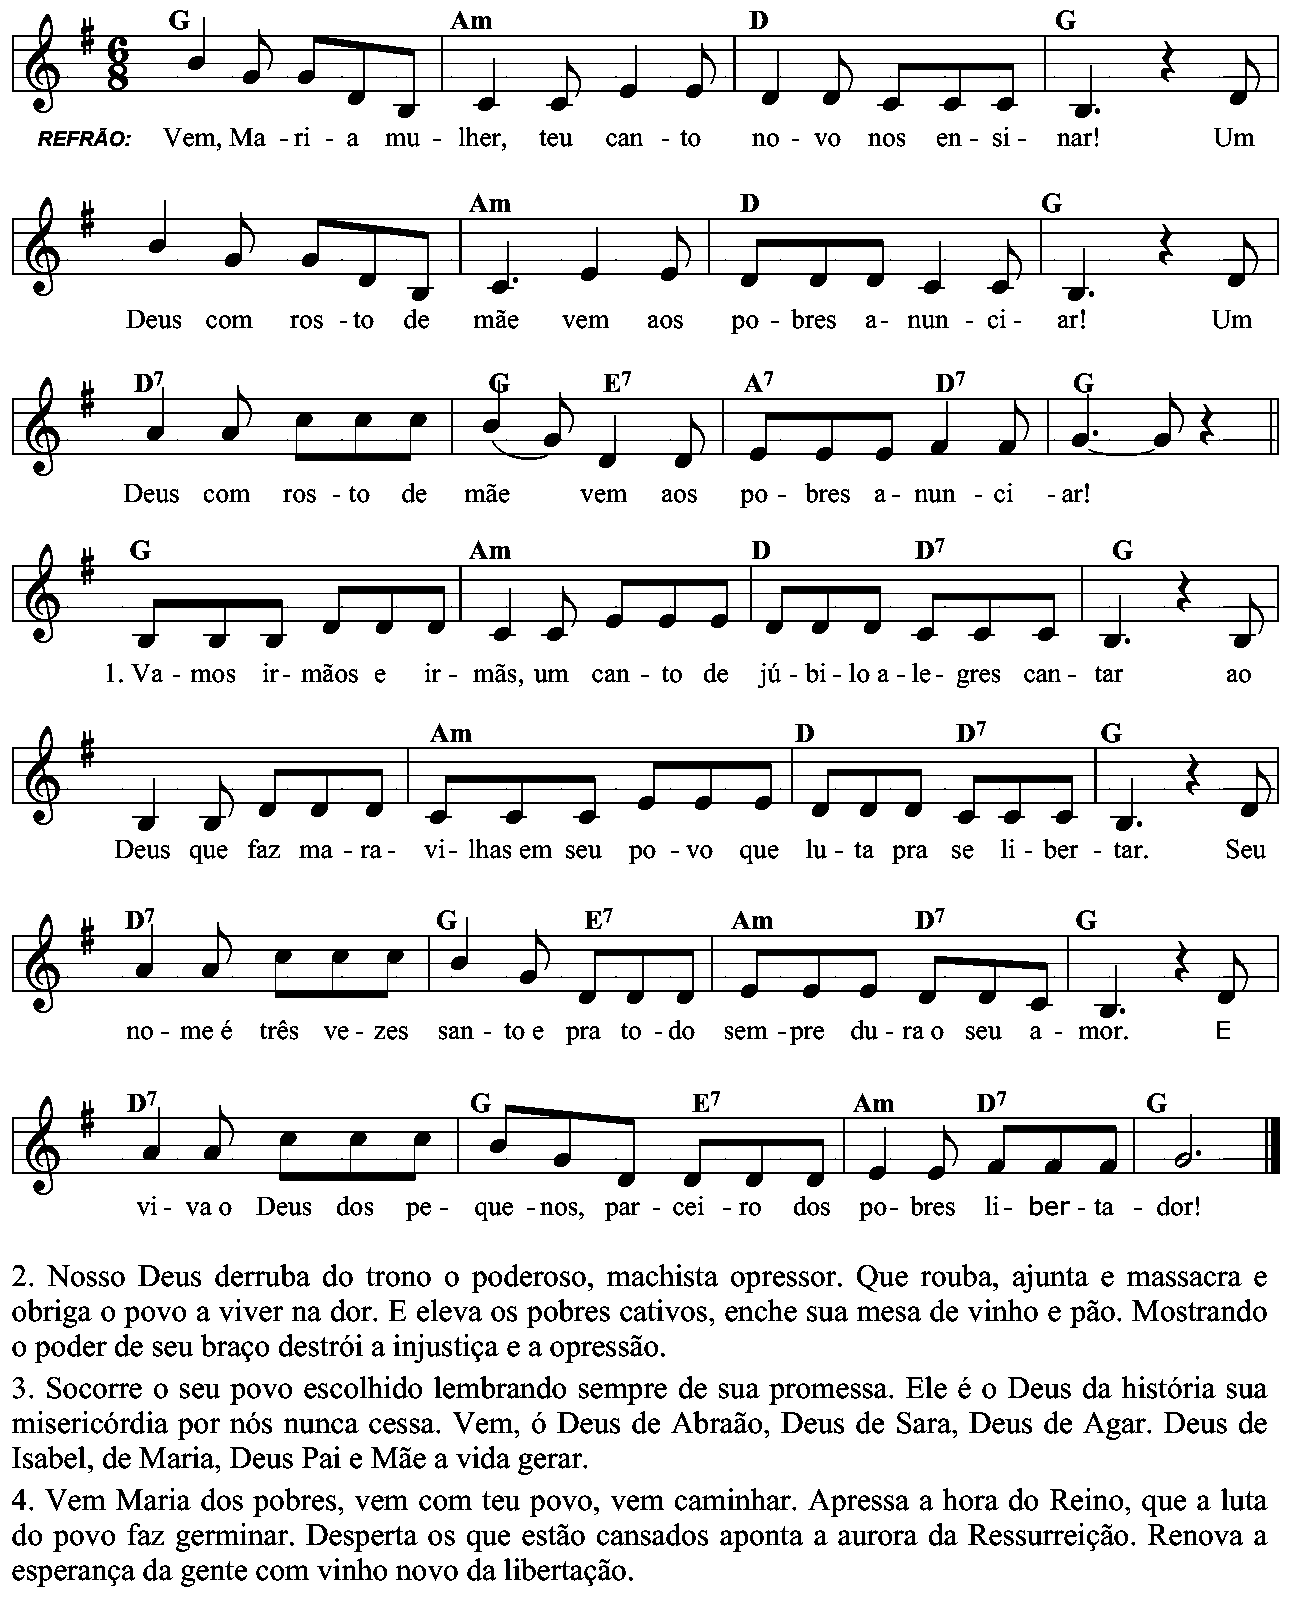 G Am D G
6
8
REFRÃO: Vem, Ma - ri - a mu - lher, teu can - to no - vo nos en - si - nar! Um
Am D G
Deus com ros - to de mãe vem aos po - bres a - nun - ci - ar! Um
D7 G E7 A7 D7 G
Deus com ros - to de mãe vem aos po - bres a - nun - ci - ar!
G Am D D7 G
1. Va - mos ir - mãos e ir - mãs, um can - to de jú - bi - lo a - le - gres can - tar ao
Am D D7 G
Deus que faz ma - ra - vi - lhas em seu po - vo que lu - ta pra se li - ber - tar. Seu
D7 G E7 Am D7 G
no - me é três ve - zes san - to e pra to - do sem - pre du - ra o seu a - mor. E
D7 G E7 Am D7 G
vi - va o Deus dos pe - que - nos, par - cei - ro dos po - bres li - ber - ta - dor!
2. Nosso Deus derruba do trono o poderoso, machista opressor. Que rouba, ajunta e massacra e
obriga o povo a viver na dor. E eleva os pobres cativos, enche sua mesa de vinho e pão. Mostrando
o poder de seu braço destrói a injustiça e a opressão.
3. Socorre o seu povo escolhido lembrando sempre de sua promessa. Ele é o Deus da história sua
misericórdia por nós nunca cessa. Vem, ó Deus de Abraão, Deus de Sara, Deus de Agar. Deus de
Isabel, de Maria, Deus Pai e Mãe a vida gerar.
4. Vem Maria dos pobres, vem com teu povo, vem caminhar. Apressa a hora do Reino, que a luta
do povo faz germinar. Desperta os que estão cansados aponta a aurora da Ressurreição. Renova a
esperança da gente com vinho novo da libertação.